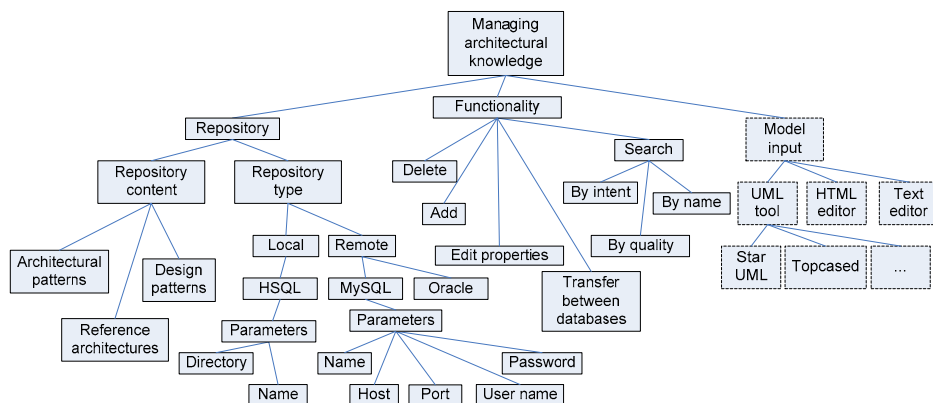 Managing
architectural
knowledge
Repository
Functionality
Model
input
Repository
content
Repository
type
Delete
Search
Add
By intent
By name
By quality
UML
tool
HTML
editor
Text
editor
Architectural
patterns
Design
patterns
Reference
architectures
Local
Remote
Edit properties
Transfer
between
databases
Star
UML
Topcased
...
HSQL
MySQL
Oracle
Parameters
Parameters
Directory
Name
Name
Host
Port
User name
Password